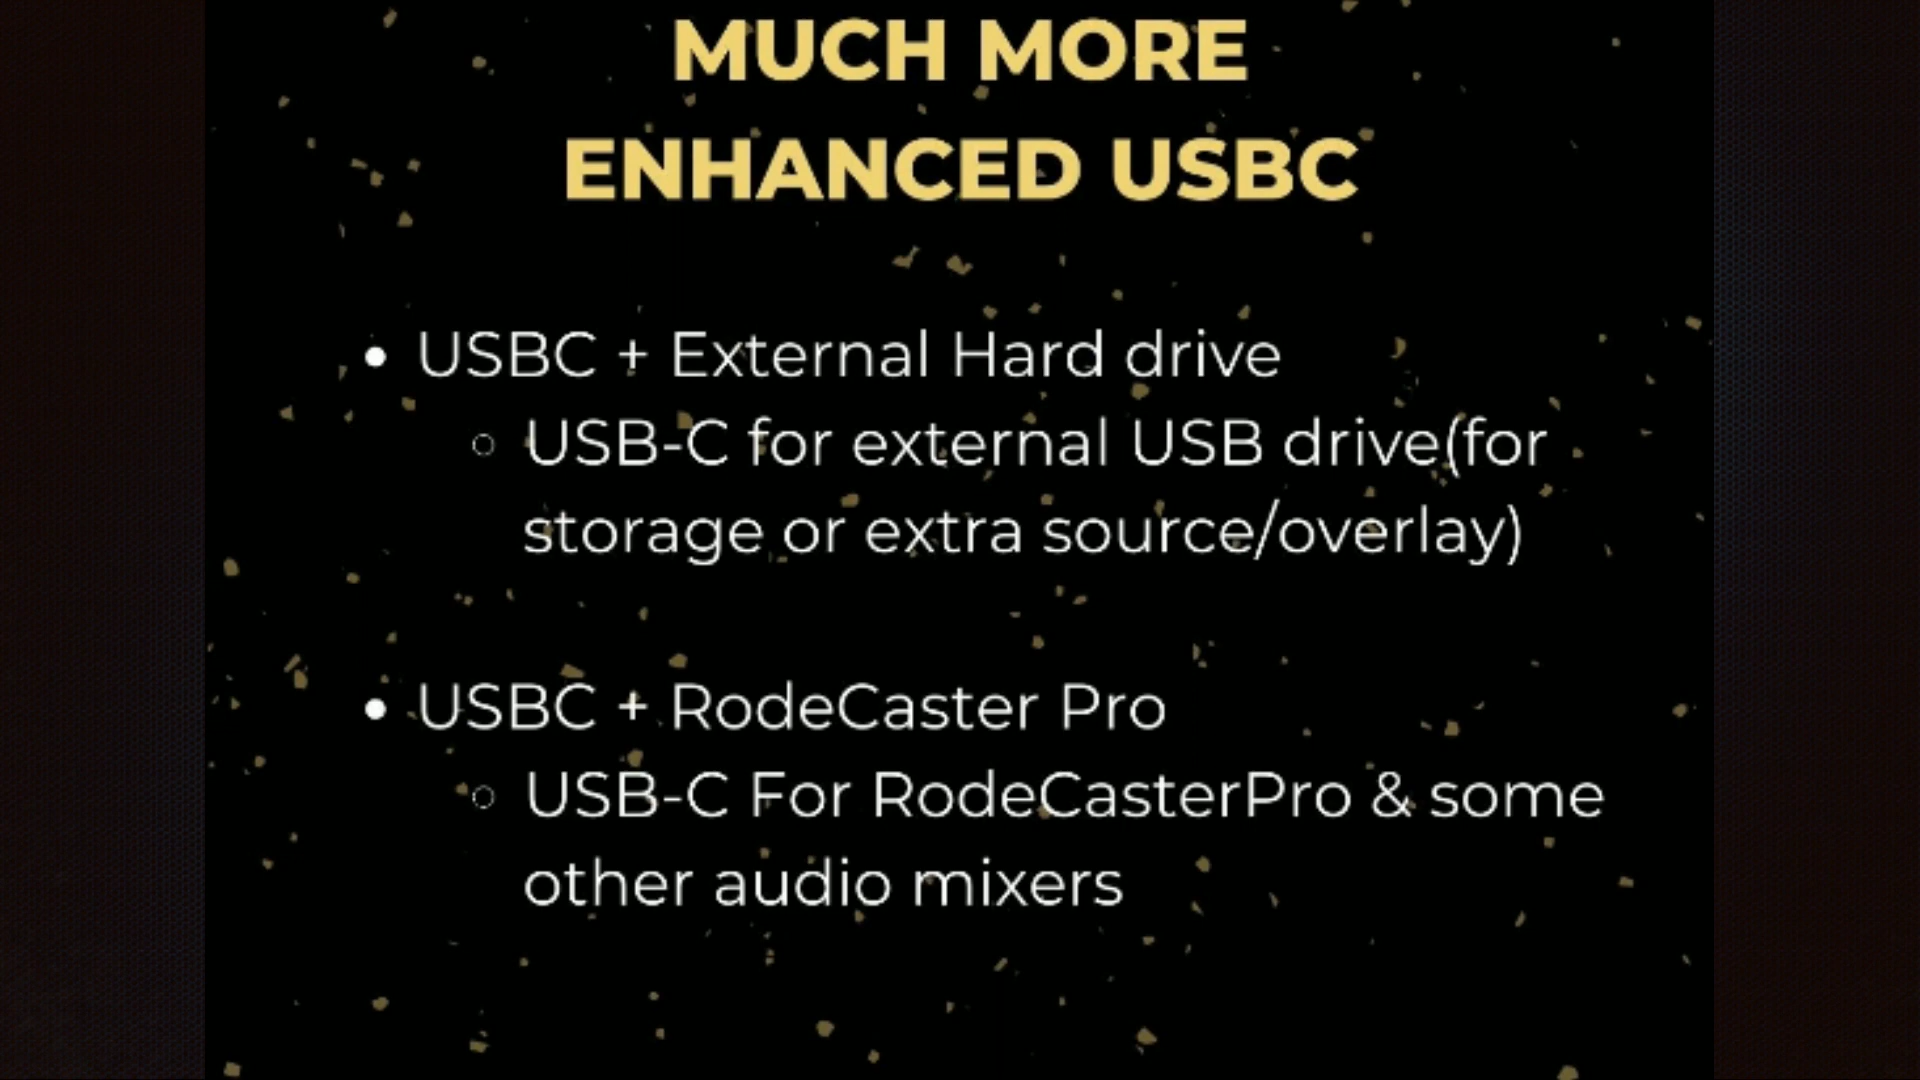 MUCH MORE
ENHANCED USBC
• USBC + External Hard drive
○ USB-C for external USB drive(for
storage or extra source/overlay)
• USBC + RodeCaster Pro
○ USB-C For RodeCasterPro & some
other audio mixers